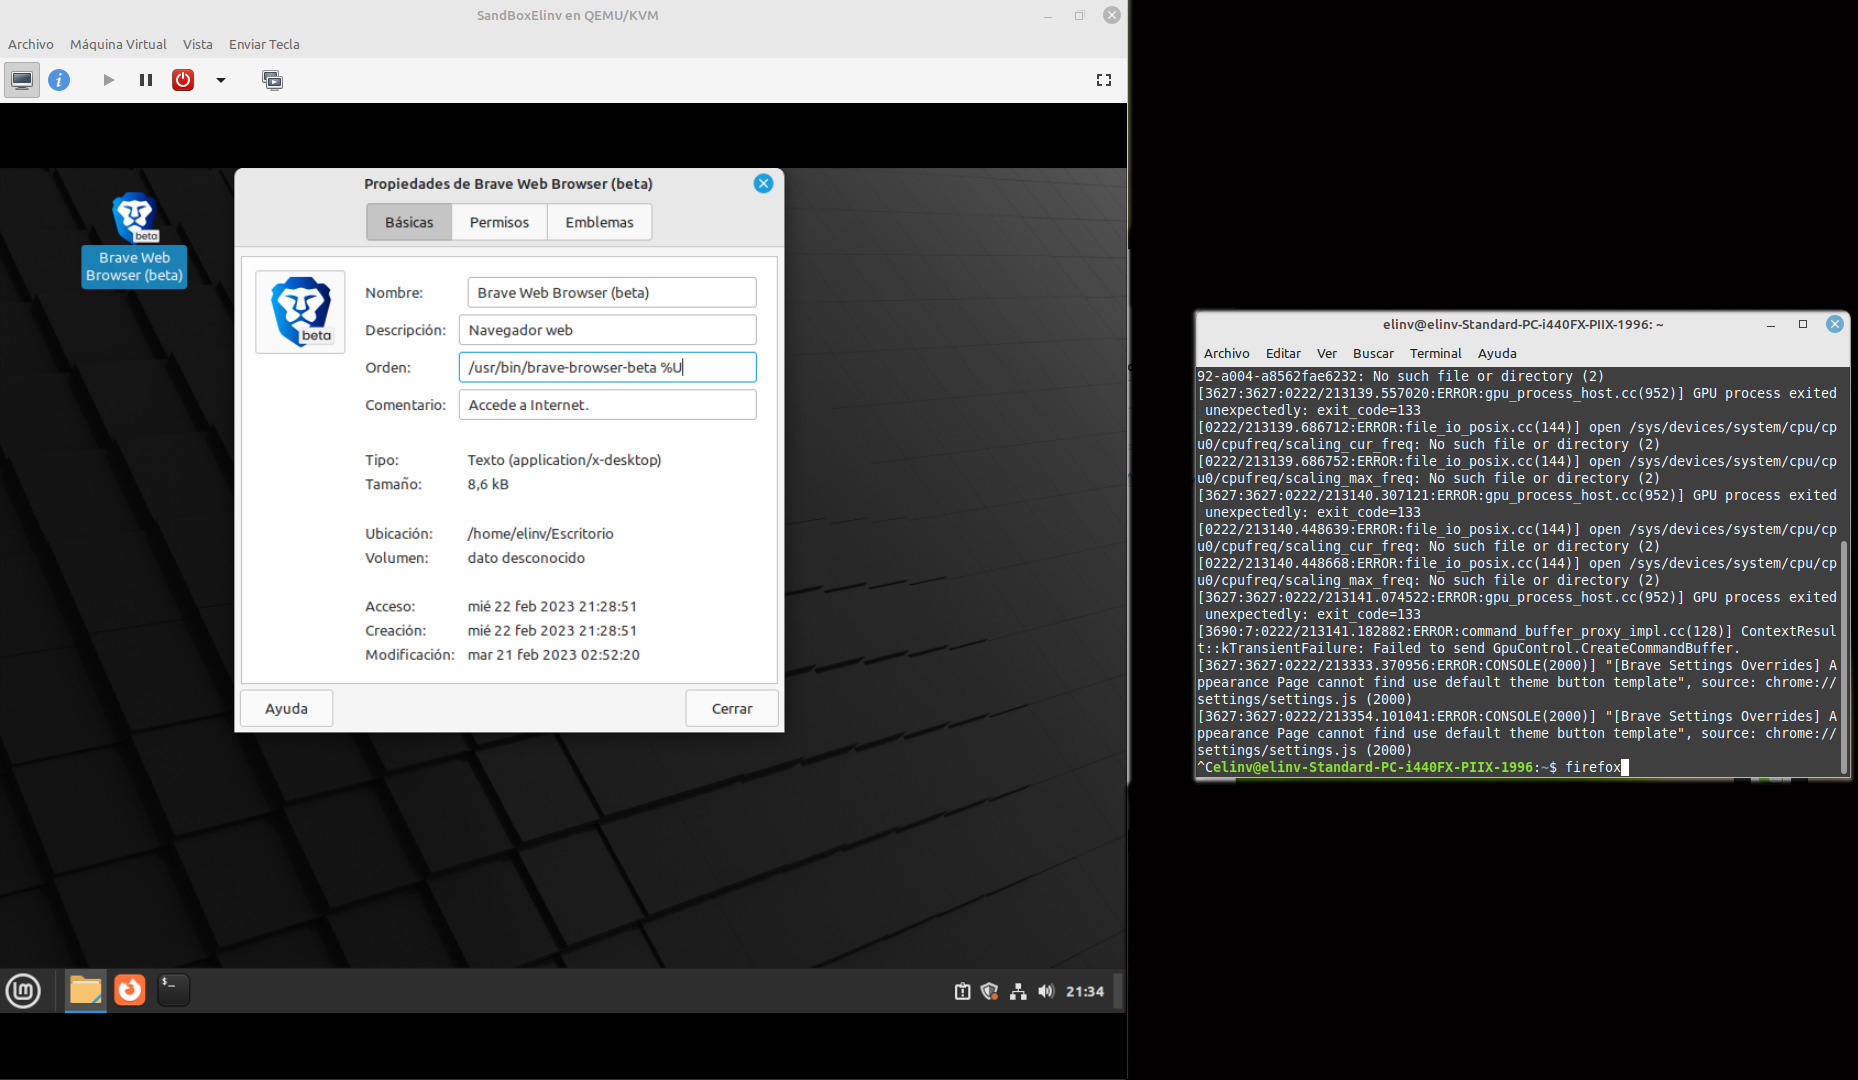 SandBoxElinv en QEMU/KVM
Archivo Máquina Virtual Vista Enviar Tecla
beta
Brave Web
Browser (beta)
Propiedades de Brave Web Browser (beta)
Básicas Permisos Emblemas
beta
Nombre: Brave Web Browser (beta)
Descripción: Navegador web
Orden: /usr/bin/brave-browser-beta %U
Comentario: Accede a Internet.
Tipo: Texto (application/x-desktop)
Tamaño: 8,6 kB
Ubicación: /home/elinv/Escritorio
Volumen: dato desconocido
Acceso: mié 22 feb 2023 21:28:51
Creación: mié 22 feb 2023 21:28:51
Modificación: mar 21 feb 2023 02:52:20
Ayuda Cerrar
$_
21:34
elinv@elinv-Standard-PC-i440FX-PIIX-1996: ~
Archivo Editar Ver Buscar Terminal Ayuda
92-a004-a8562fae6232: No such file or directory (2)
[3627:3627:0222/213139.557020:ERROR:gpu_process_host.cc(952)] GPU process exited
unexpectedly: exit_code=133
[0222/213139.686712:ERROR:file_io_posix.cc(144)] open /sys/devices/system/cpu/cp
u0/cpufreq/scaling_cur_freq: No such file or directory (2)
[0222/213139.686752:ERROR:file_io_posix.cc(144)] open /sys/devices/system/cpu/cp
u0/cpufreq/scaling_max_freq: No such file or directory (2)
[3627:3627:0222/213140.307121:ERROR:gpu_process_host.cc(952)] GPU process exited
unexpectedly: exit_code=133
[0222/213140.448639:ERROR:file_io_posix.cc(144)] open /sys/devices/system/cpu/cp
u0/cpufreq/scaling_cur_freq: No such file or directory (2)
[0222/213140.448668:ERROR:file_io_posix.cc(144)] open /sys/devices/system/cpu/cp
u0/cpufreq/scaling_max_freq: No such file or directory (2)
[3627:3627:0222/213141.074522:ERROR:gpu_process_host.cc(952)] GPU process exited
unexpectedly: exit_code=133
[3690:7:0222/213141.182882:ERROR:command_buffer_proxy_impl.cc(128)] ContextResul
t::kTransientFailure: Failed to send GpuControl.CreateCommandBuffer.
[3627:3627:0222/213333.370956:ERROR:CONSOLE(2000)] "[Brave Settings Overrides] A
ppearance Page cannot find use default theme button template", source: chrome://
settings/settings.js (2000)
[3627:3627:0222/213354.101041:ERROR:CONSOLE(2000)] "[Brave Settings Overrides] A
ppearance Page cannot find use default theme button template", source: chrome://
settings/settings.js (2000)
^Celinv@elinv-Standard-PC-i440FX-PIIX-1996:~$ firefox